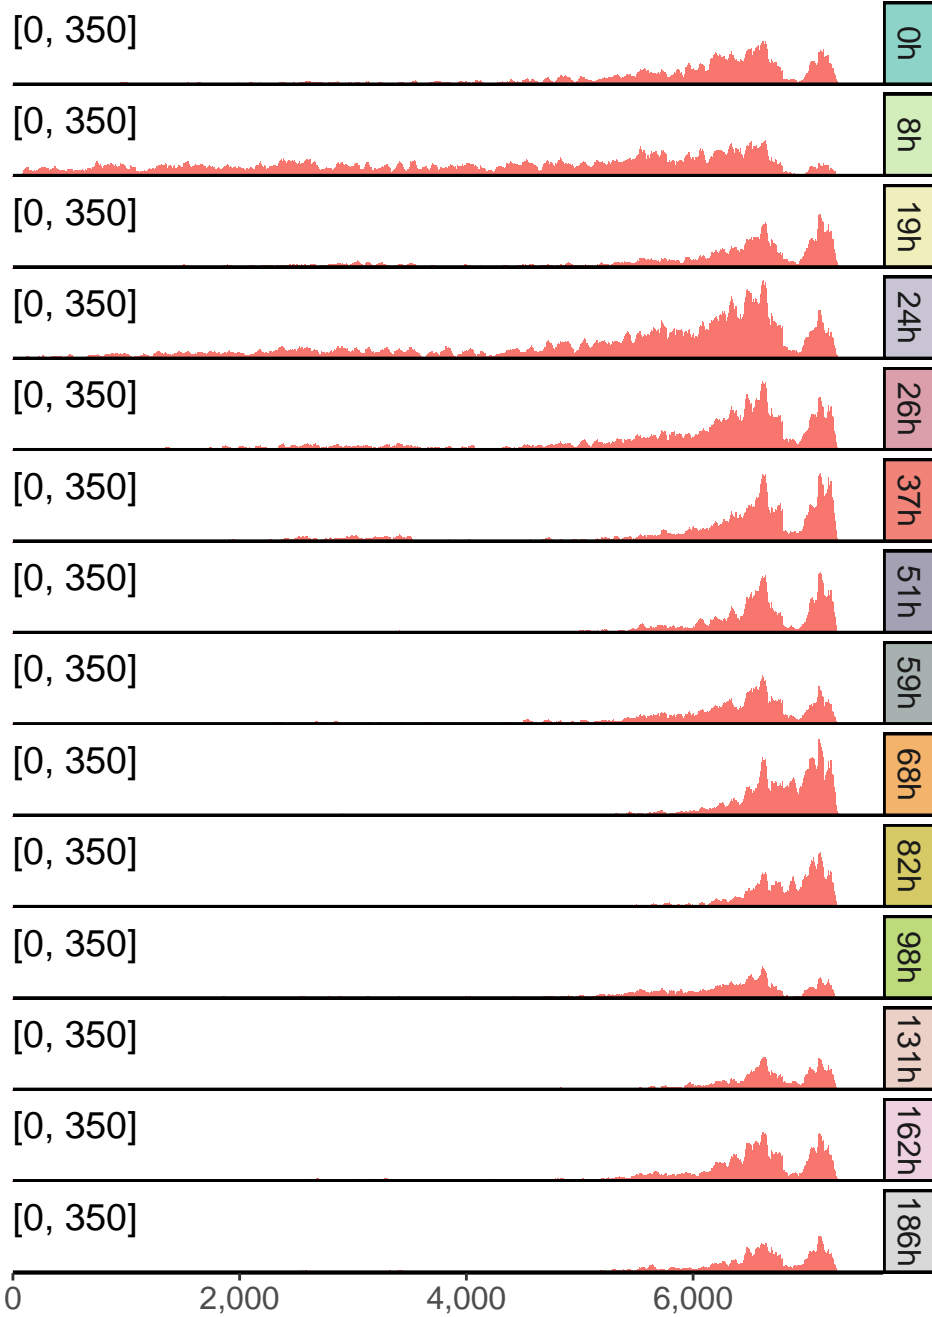 [0, 350] 0h
[0, 350] 8h
[0, 350] 19h
[0, 350] 24h
[0, 350] 26h
[0, 350] 37h
[0, 350] 51h
[0, 350] 59h
[0, 350] 68h
[0, 350] 82h
[0, 350] 98h
[0, 350] 131h
[0, 350] 162h
[0, 350] 186h
0 2,000 4,000 6,000